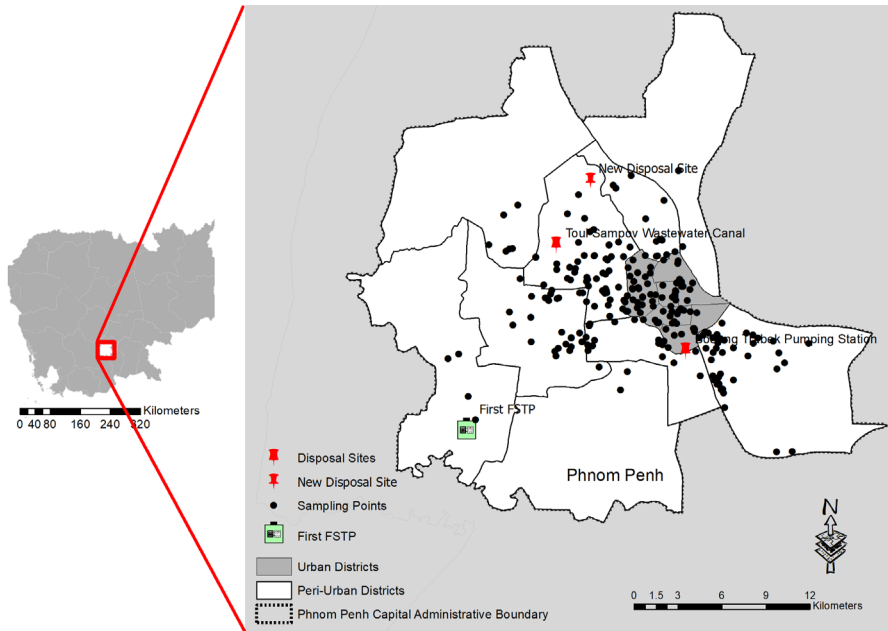 New Disposal Site
Toul Sampov Wastewater Canal
Pumping Station
First FSTP
Phnom Penh
Kilometers
0 40 80 160 240 320
Disposal Sites
New Disposal Site
Sampling Points
First FSTP
Urban Districts
Peri-Urban Districts
Phnom Penh Capital Administrative Boundary
N
0 1.5 3 6 9 12
Kilometers